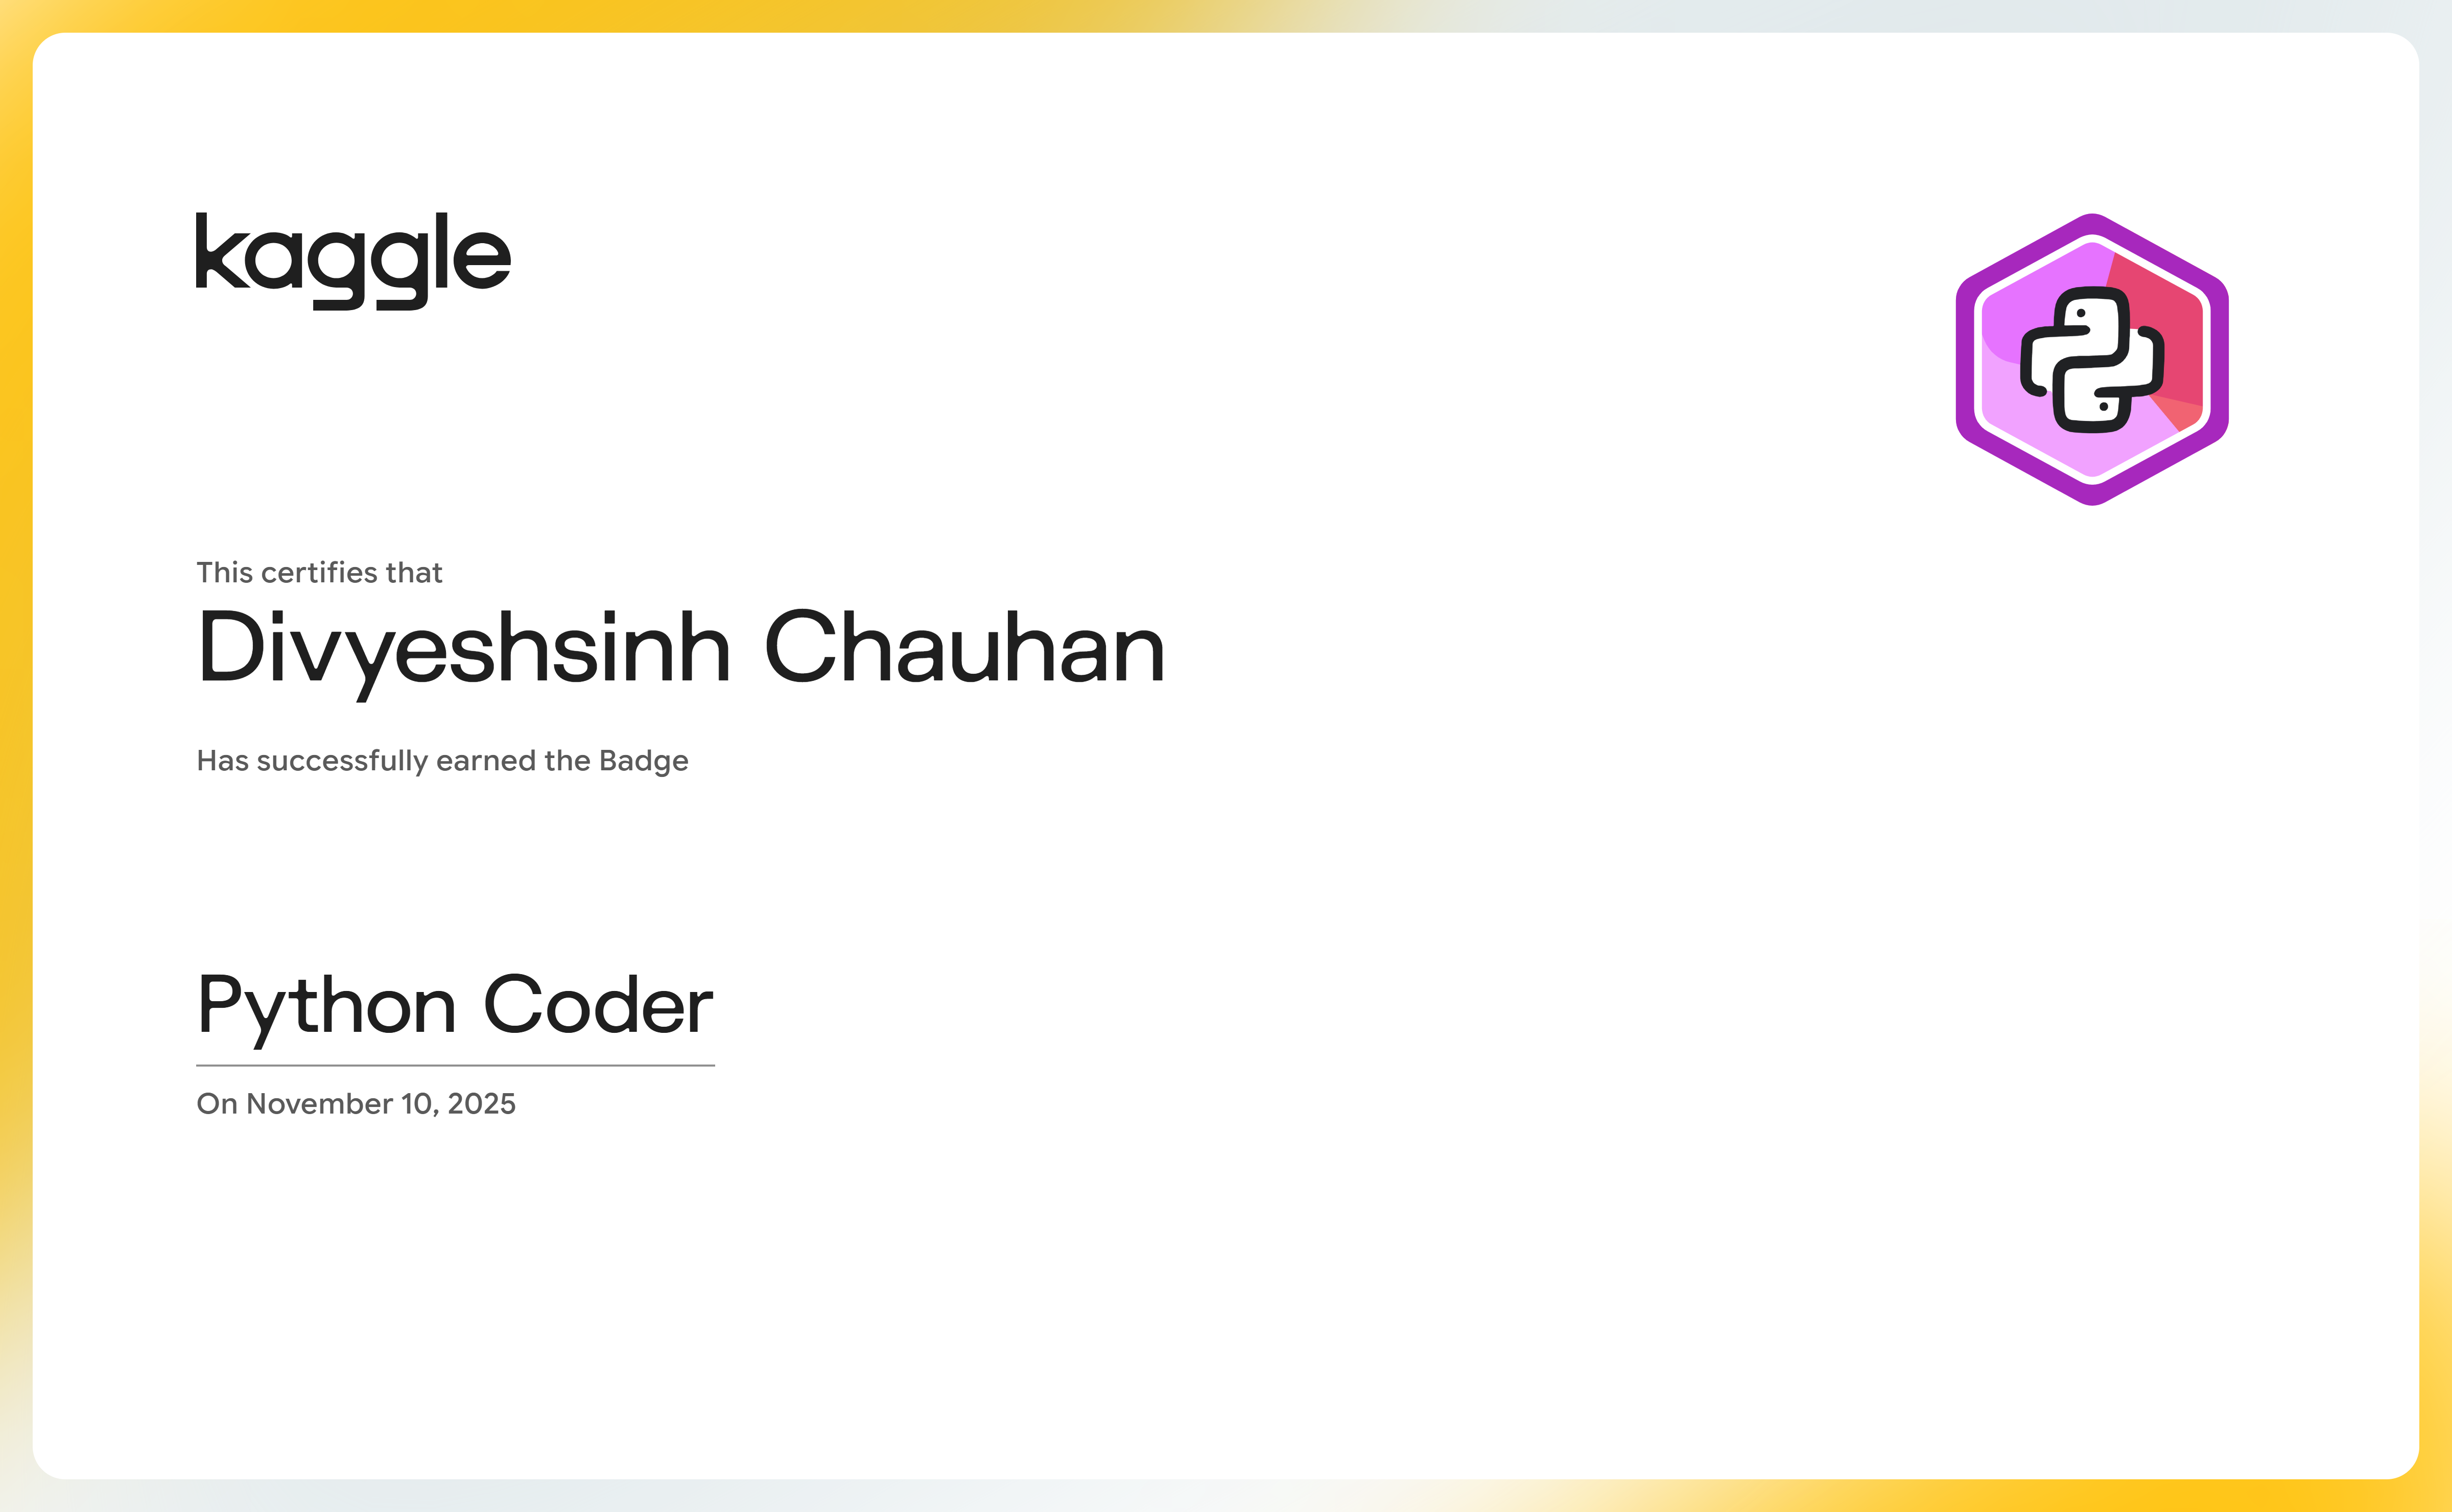 kaggle
This certifies that
Divyeshsinh Chauhan
Has successfully earned the Badge
Python Coder
On November 10, 2025